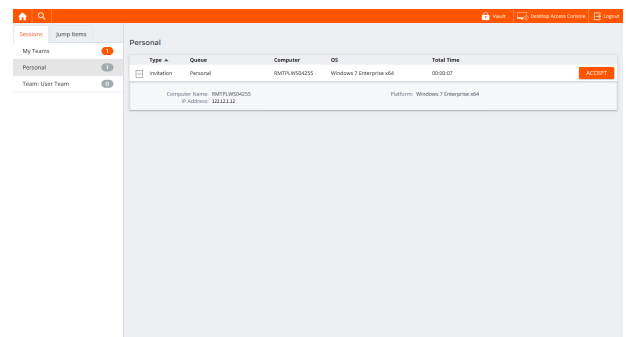 Vault Desktop Access Console Logout
Sessions Jump Items
My Teams 1
Personal 1
Team: User Team 0
Personal
Type Queue Computer OS Total Time
Invitation Personal RMTPLWS04255 Windows 7 Enterprise x64 00:00:07 ACCEPT
Computer Name: RMTPLWS04255 Platform: Windows 7 Enterprise x64
IP Address: 122.12.1.12